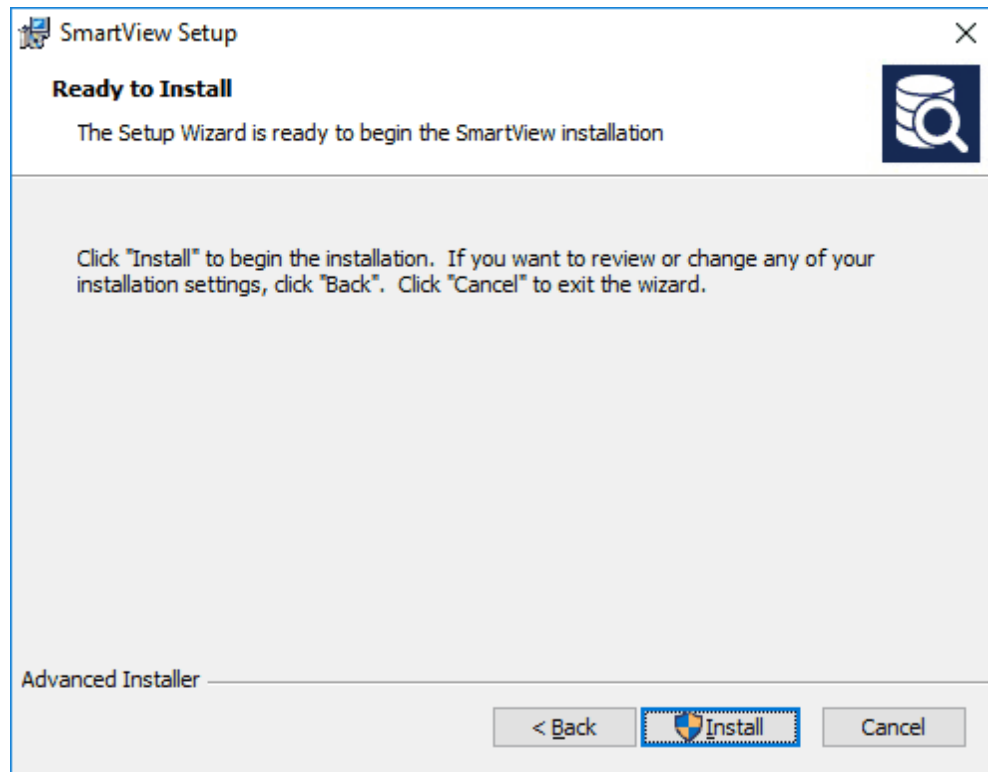 SmartView Setup
Ready to Install
The Setup Wizard is ready to begin the SmartView installation
Click "Install" to begin the installation.  If you want to review or change any of your
installation settings, click "Back".  Click "Cancel" to exit the wizard.
Advanced Installer
< Back
Install
Cancel